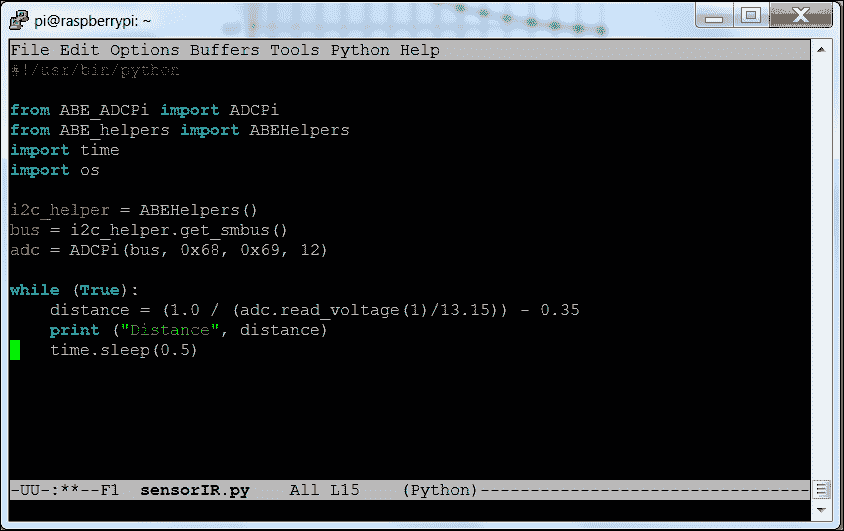 pi@raspberrypi: ~
File Edit Options Buffers Tools Python Help
#!/usr/bin/python
from ABE_ADCPi import ADCPi
from ABE_helpers import ABEHelpers
import time
import os
i2c_helper = ABEHelpers()
bus = i2c_helper.get_smbus()
adc = ADCPi(bus, 0x68, 0x69, 12)
while (True):
    distance = (1.0 / (adc.read_voltage(1)/13.15)) - 0.35
    print ("Distance", distance)
    time.sleep(0.5)
-UU-:**--F1  sensorIR.py    All L15    (Python)---------------------------------